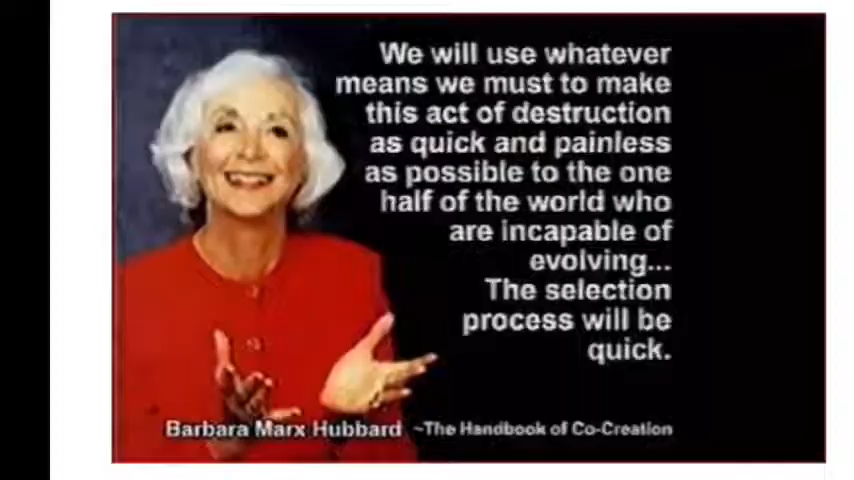 We will use whatever
means we must to make
this act of destruction
as quick and painless
as possible to the one
half of the world who
are incapable of
evolving...
The selection
process will be
quick.
Barbara Marx Hubbard ~The Handbook of Co-Creation